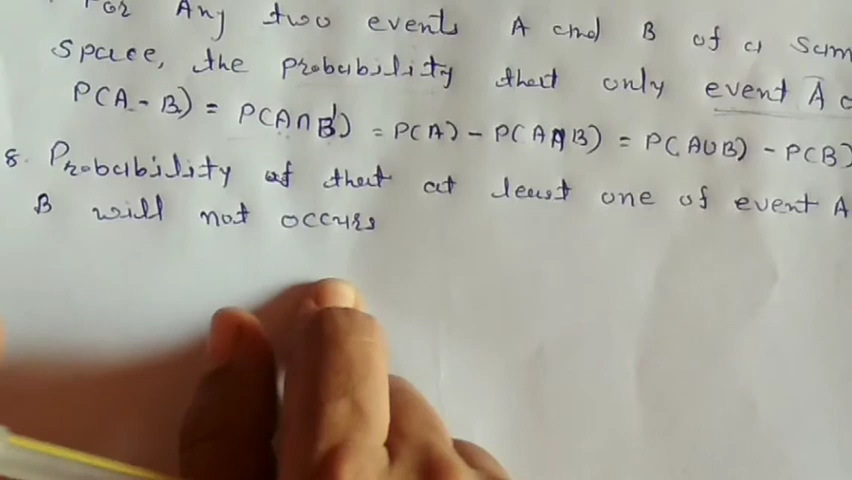 For Any two events A and B of a Sam
space, the probability that only event A o
P(A - B) = P(A∩B') = P(A) - P(A∩B) = P(A∪B) - P(B)
8. Probability of that at least one of event A
B will not occurs